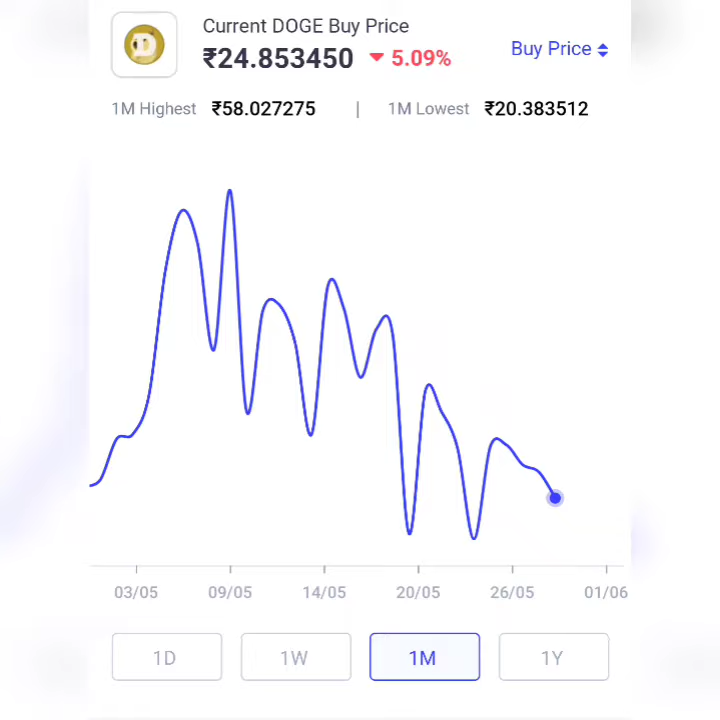 Current DOGE Buy Price
₹24.853450 ▼ 5.09%
Buy Price
1M Highest ₹58.027275 | 1M Lowest ₹20.383512
03/05 09/05 14/05 20/05 26/05 01/06
1D 1W 1M 1Y